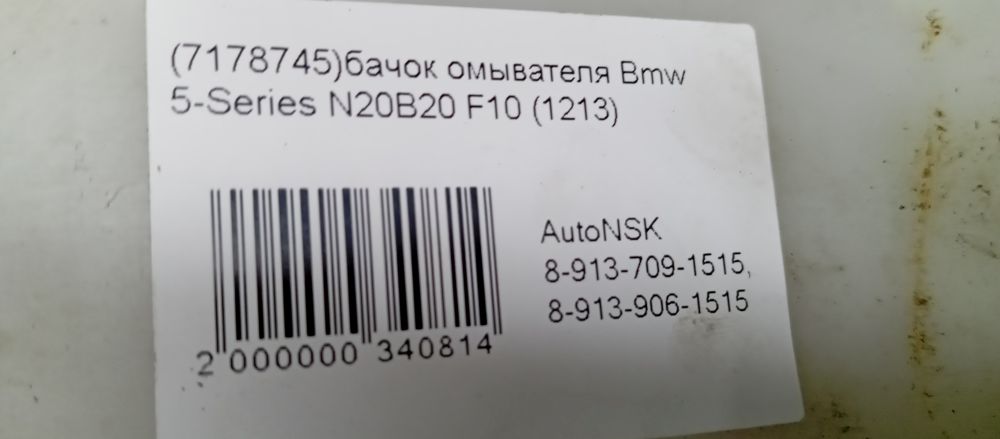 (7178745)бачок омывателя Bmw
5-Series N20B20 F10 (1213)
AutoNSK
8-913-709-1515,
8-913-906-1515
2 000000 340814